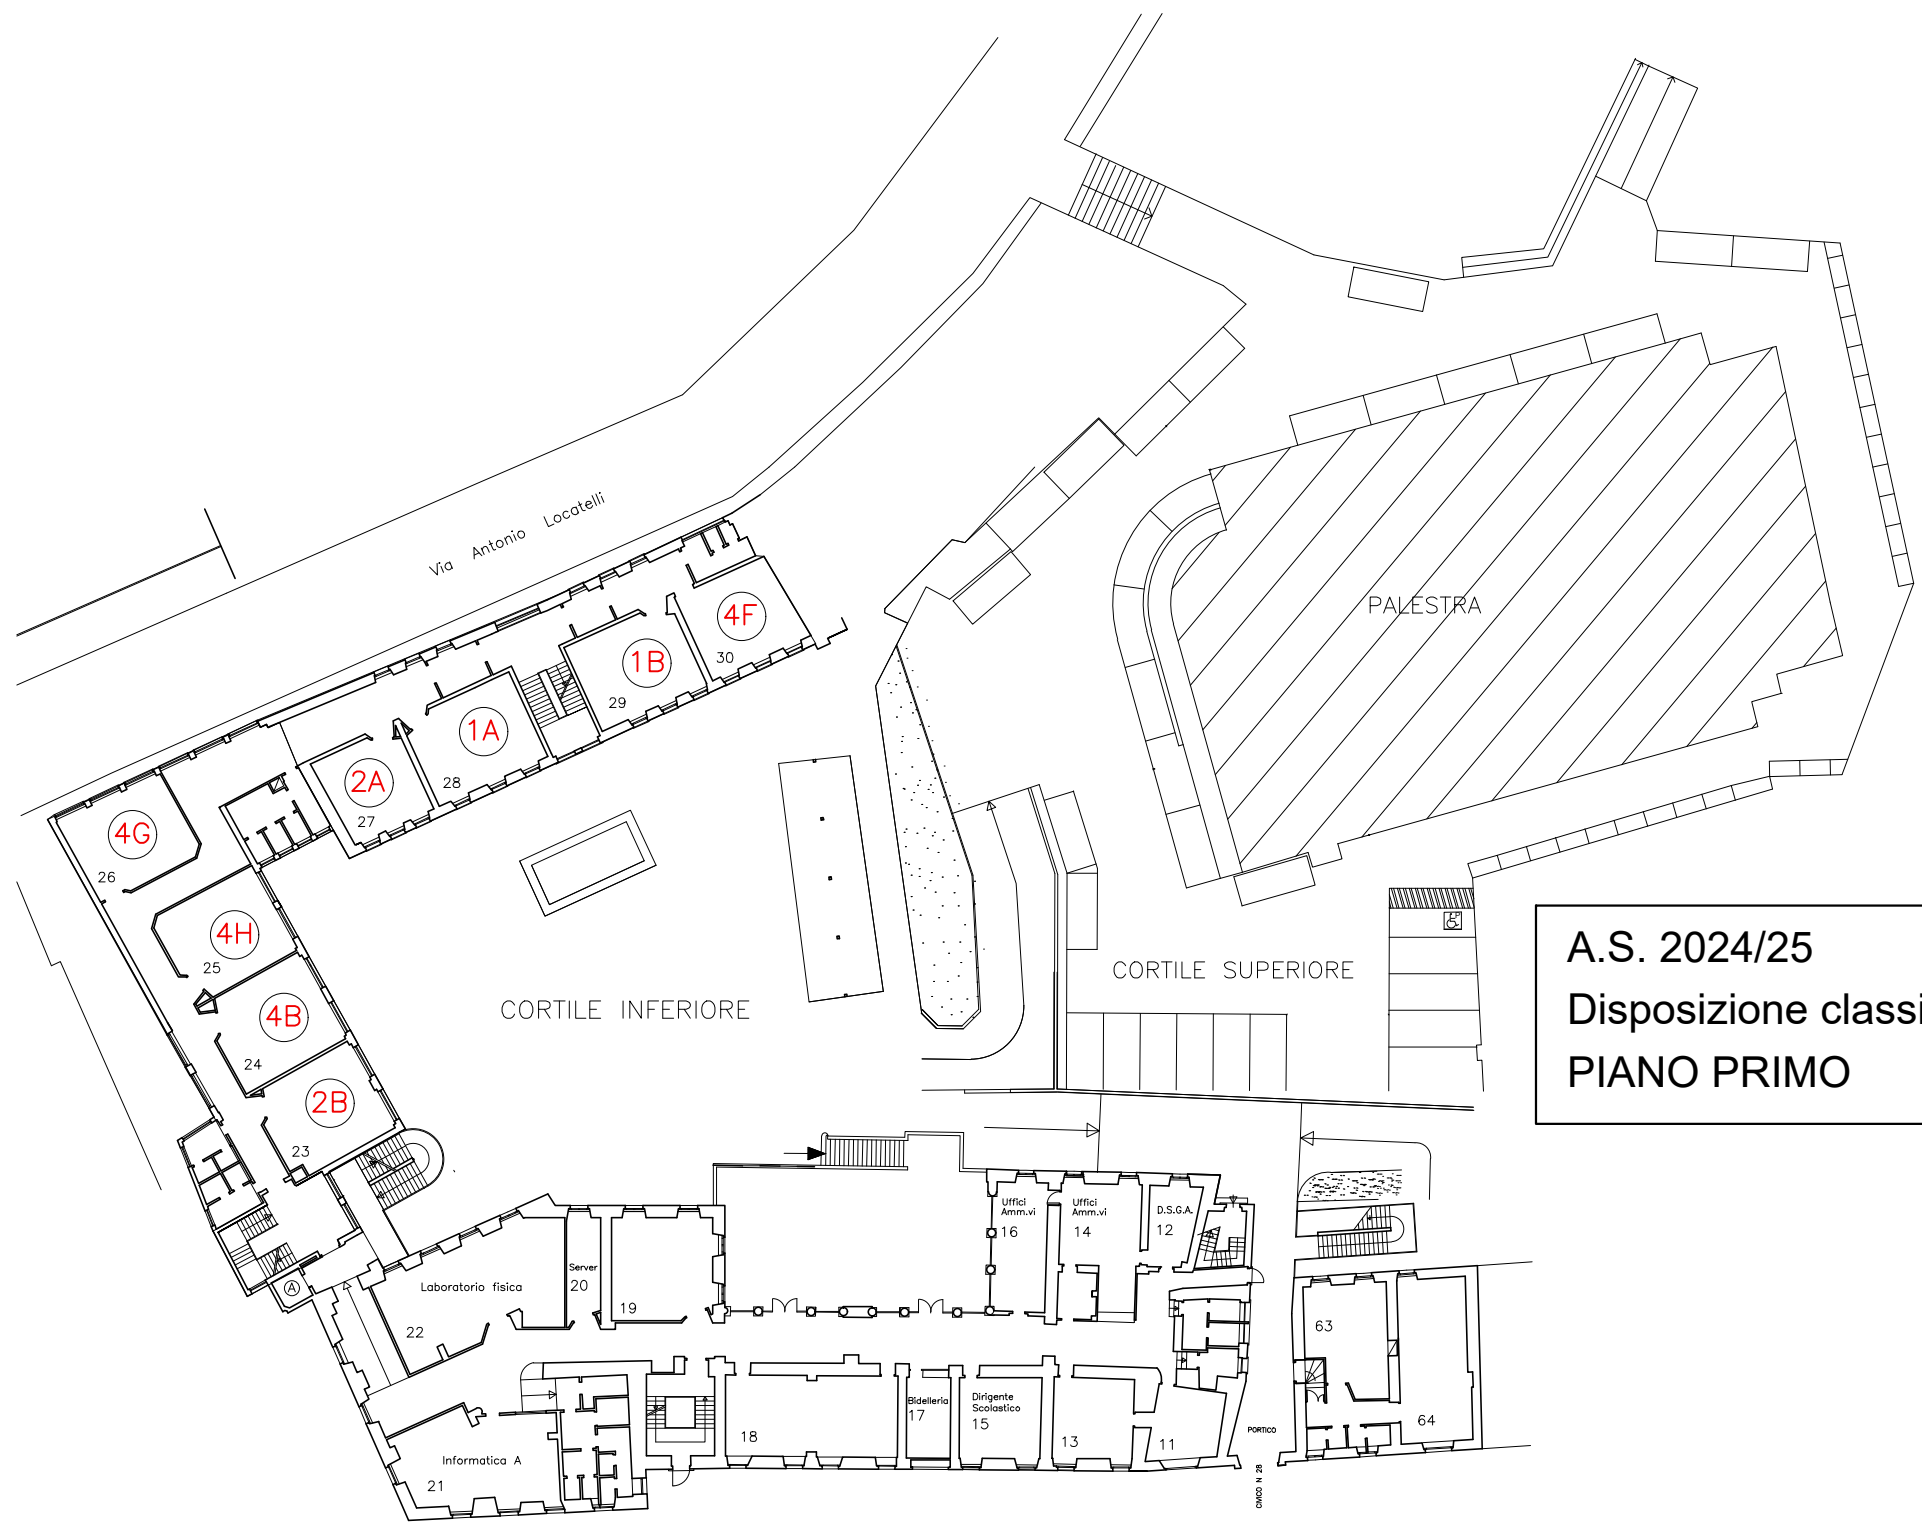 Via Antonio Locatelli
4F
30
1B
29
1A
28
2A
27
4G
26
4H
25
4B
24
2B
23
PALESTRA
CORTILE INFERIORE
CORTILE SUPERIORE
A.S. 2024/25
Disposizione classi
PIANO PRIMO
A
Laboratorio fisica
22
Server
20
19
Uffici
Amm.vi
16
Uffici
Amm.vi
14
D.S.G.A.
12
Informatica A
21
18
Bidelleria
17
Dirigente
Scolastico
15
13
11
PORTICO
CIVICO N 28
63
64